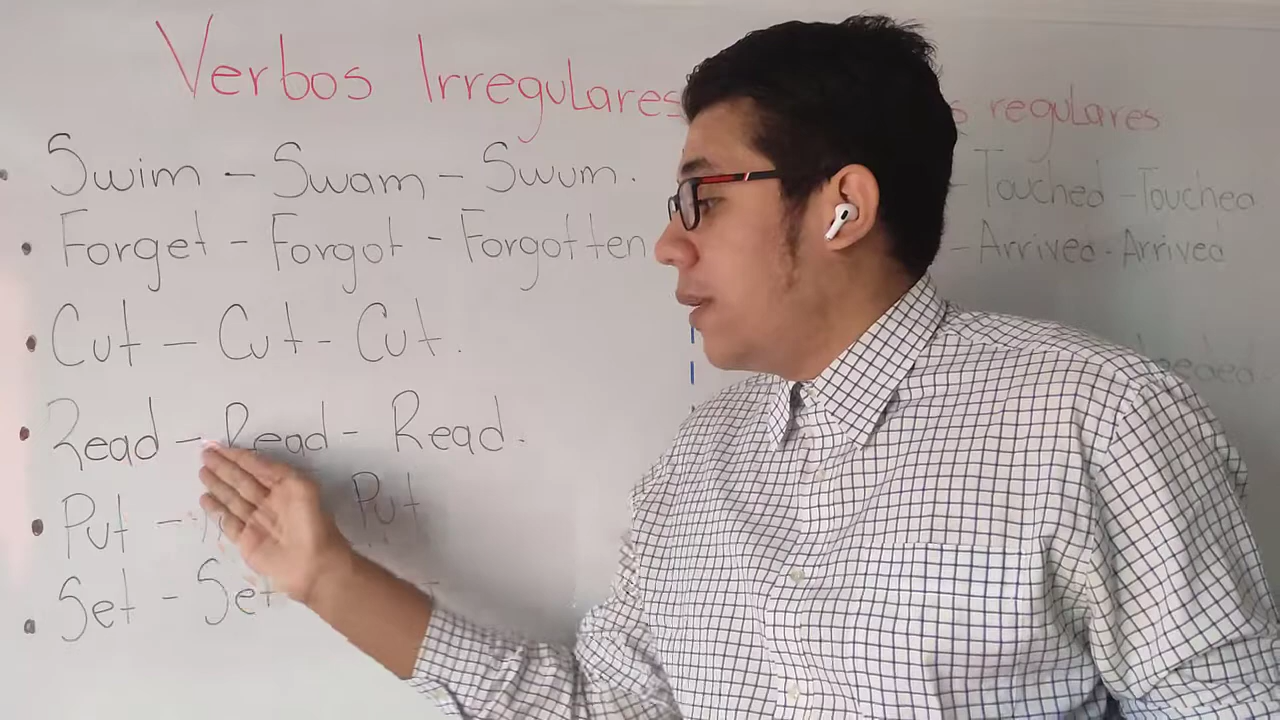 Verbos Irregulares
Swim - Swam - Swum.
Forget - Forgot - Forgotten
Cut - Cut - Cut.
Read - Read - Read.
Put - Put
Set - Set
regulares
- Touched - Touched
- Arrived - Arrived